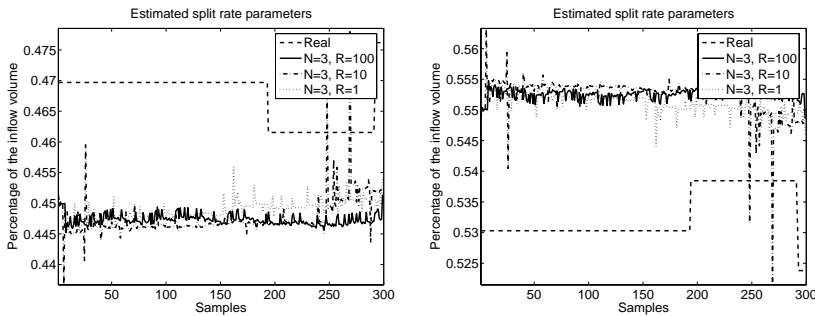 Estimated split rate parameters
0.475
0.47
0.465
0.46
0.455
0.45
0.445
0.44
Percentage of the inflow volume
50
100
150
200
250
300
Samples
Real
N=3, R=100
N=3, R=10
N=3, R=1
Estimated split rate parameters
0.56
0.555
0.55
0.545
0.54
0.535
0.53
0.525
Percentage of the inflow volume
50
100
150
200
250
300
Samples
Real
N=3, R=100
N=3, R=10
N=3, R=1